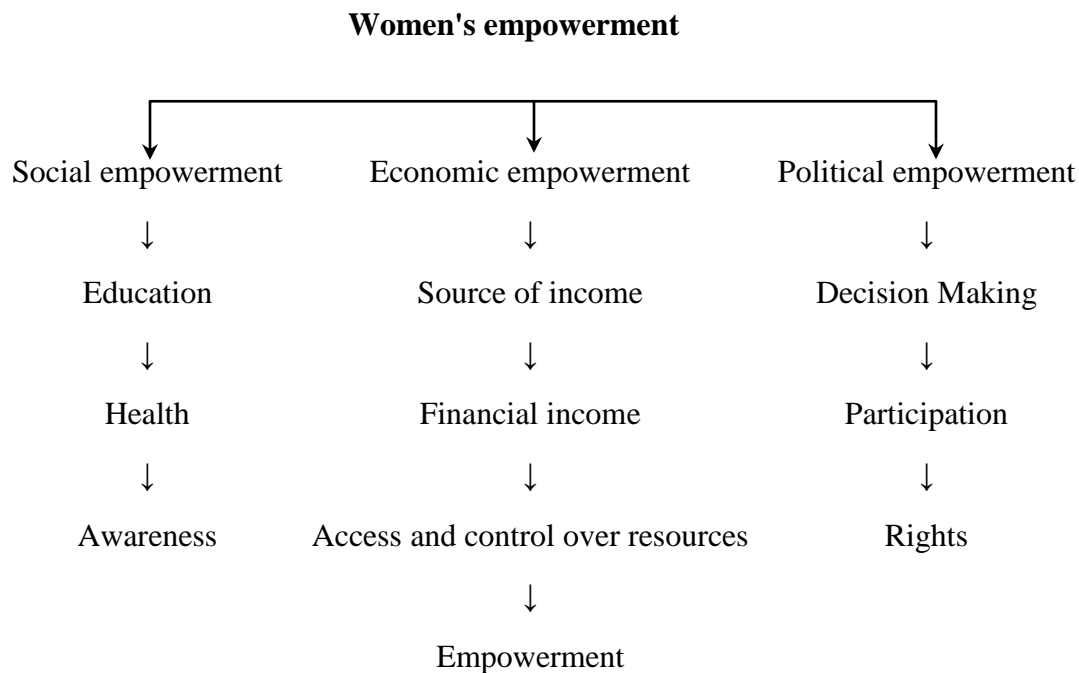 Women's empowerment
Social empowerment Economic empowerment Political empowerment
↓ ↓ ↓
Education Source of income Decision Making
↓ ↓ ↓
Health Financial income Participation
↓ ↓ ↓
Awareness Access and control over resources Rights
↓
Empowerment